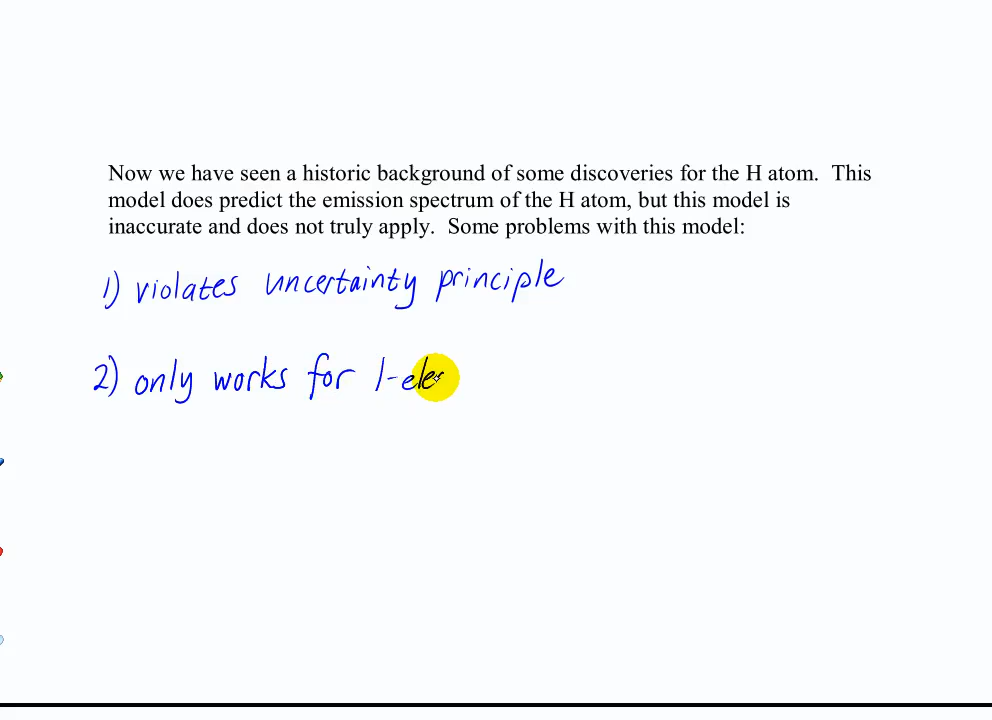 Now we have seen a historic background of some discoveries for the H atom.  This
model does predict the emission spectrum of the H atom, but this model is
inaccurate and does not truly apply.  Some problems with this model:
1) violates uncertainty principle
2) only works for 1-ele